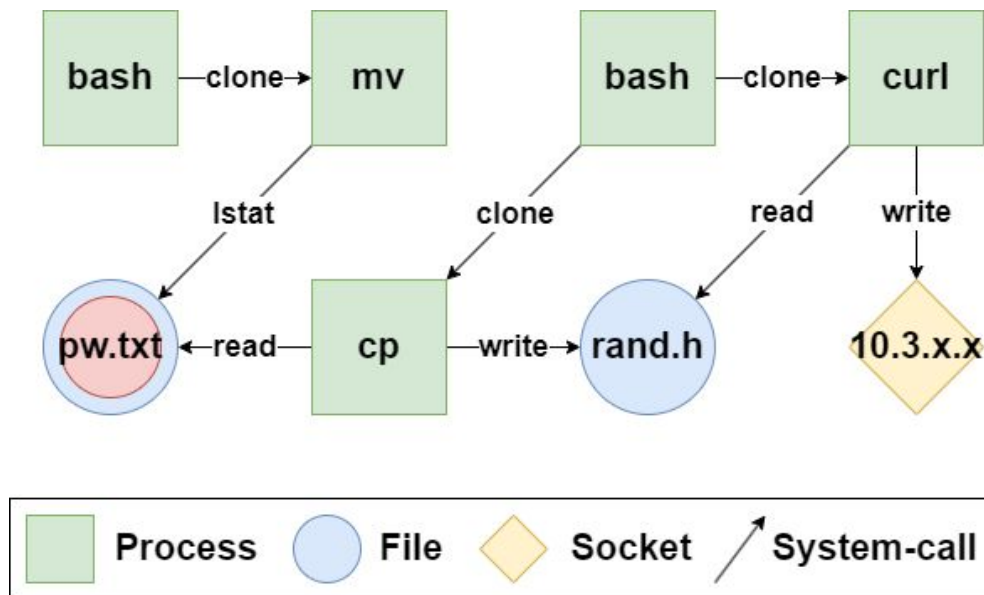 bash clone mv bash clone curl
lstat clone read write
pw.txt read cp write rand.h 10.3.x.x
Process File Socket System-call